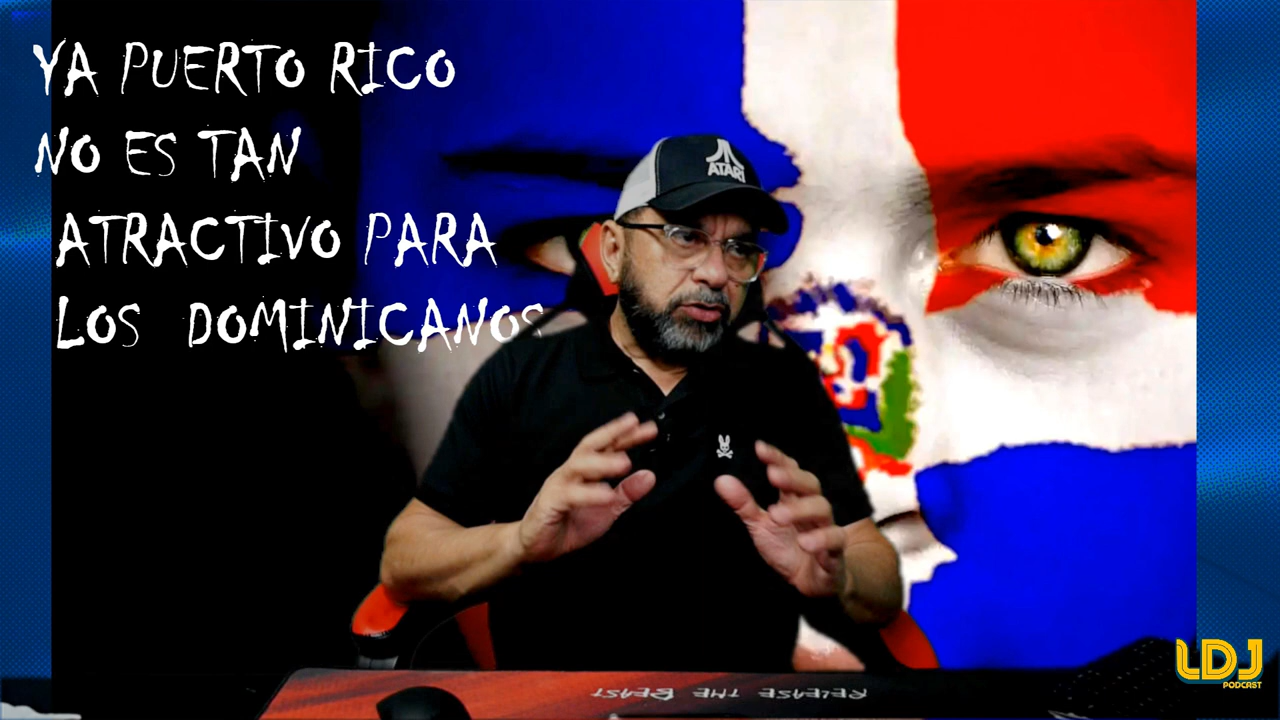 YA PUERTO RICO
NO ES TAN
ATRACTIVO PARA
LOS DOMINICANOS
ATARI
RELEASE THE BEAST
LDJ
PODCAST